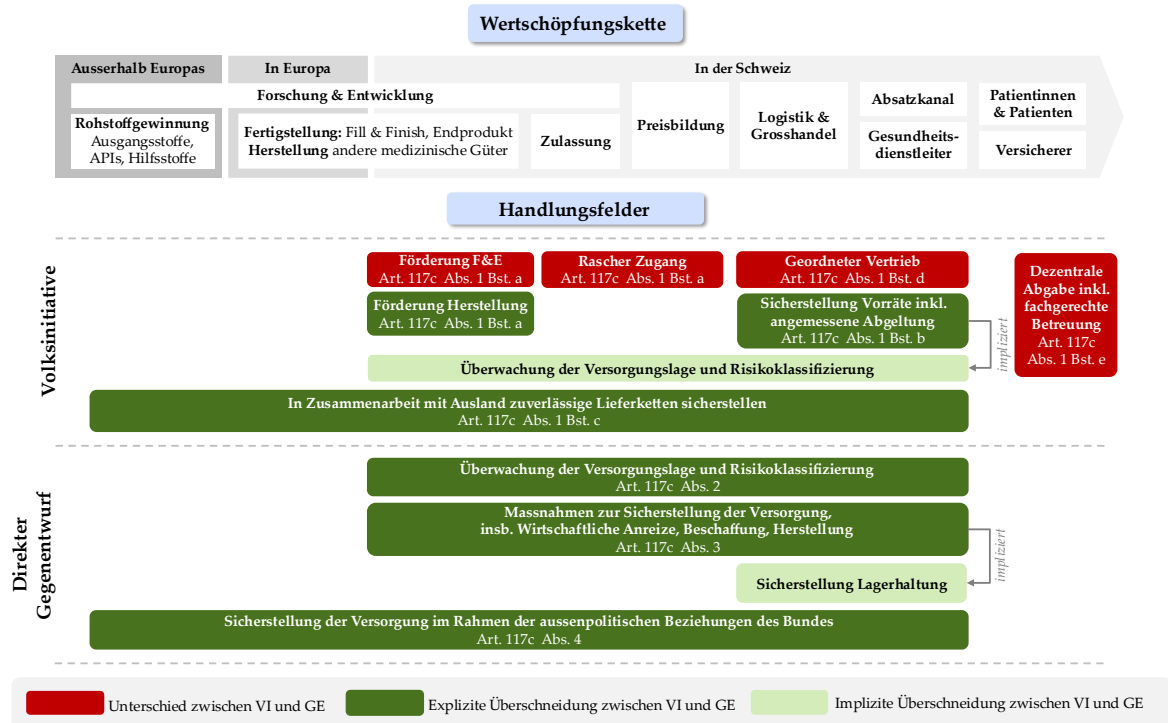 Wertschöpfungskette
Ausserhalb Europas
In Europa
In der Schweiz
Forschung & Entwicklung
Rohstoffgewinnung
Ausgangsstoffe,
APIs, Hilfsstoffe
Fertigstellung: Fill & Finish, Endprodukt
Herstellung andere medizinische Güter
Zulassung
Preisbildung
Logistik &
Grosshandel
Absatzkanal
Gesundheits-
dienstleiter
Patientinnen
& Patienten
Versicherer
Handlungsfelder
Volksinitiative
Förderung F&E
Art. 117c Abs. 1 Bst. a
Rascher Zugang
Art. 117c Abs. 1 Bst. a
Geordneter Vertrieb
Art. 117c Abs. 1 Bst. d
Dezentrale
Abgabe inkl.
fachgerechte
Betreuung
Art. 117c
Abs. 1 Bst. e
Förderung Herstellung
Art. 117c Abs. 1 Bst. a
Sicherstellung Vorräte inkl.
angemessene Abgeltung
Art. 117c Abs. 1 Bst. b
impliziert
Überwachung der Versorgungslage und Risikoklassifizierung
In Zusammenarbeit mit Ausland zuverlässige Lieferketten sicherstellen
Art. 117c Abs. 1 Bst. c
Direkter
Gegenentwurf
Überwachung der Versorgungslage und Risikoklassifizierung
Art. 117c Abs. 2
Massnahmen zur Sicherstellung der Versorgung,
insb. Wirtschaftliche Anreize, Beschaffung, Herstellung
Art. 117c Abs. 3
impliziert
Sicherstellung Lagerhaltung
Sicherstellung der Versorgung im Rahmen der aussenpolitischen Beziehungen des Bundes
Art. 117c Abs. 4
Unterschied zwischen VI und GE
Explizite Überschneidung zwischen VI und GE
Implizite Überschneidung zwischen VI und GE